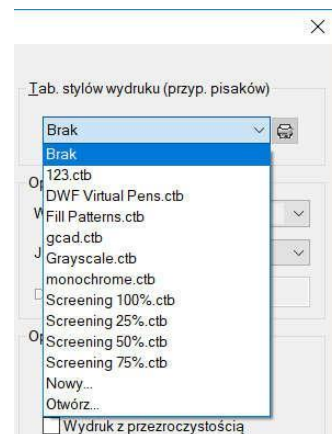 Tab. stylów wydruku (przyp. pisaków)
Brak
Brak
123.ctb
DWF Virtual Pens.ctb
Fill Patterns.ctb
gcad.ctb
Grayscale.ctb
monochrome.ctb
Screening 100%.ctb
Screening 25%.ctb
Screening 50%.ctb
Screening 75%.ctb
Nowy...
Otwórz...
Wydruk z przezroczystością